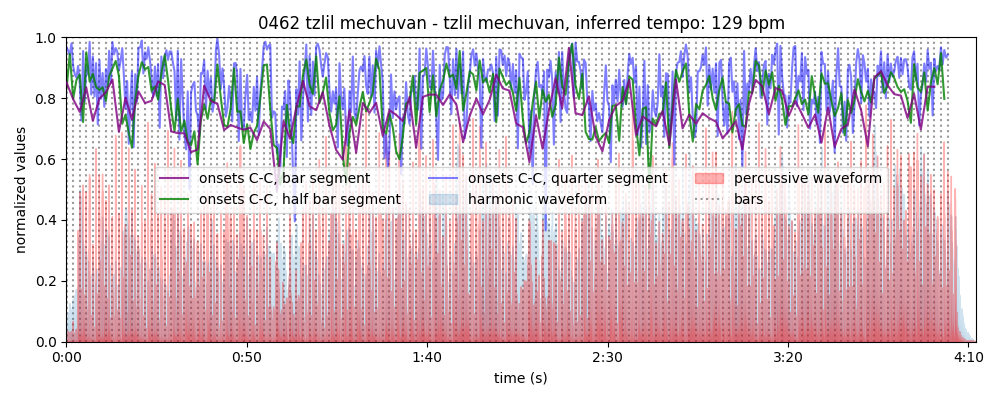 0462 tzlil mechuvan - tzlil mechuvan, inferred tempo: 129 bpm
normalized values
1.0
0.8
0.6
0.4
0.2
0.0
onsets C-C, bar segment
onsets C-C, half bar segment
onsets C-C, quarter segment
harmonic waveform
percussive waveform
bars
0:00
0:50
1:40
2:30
3:20
4:10
time (s)